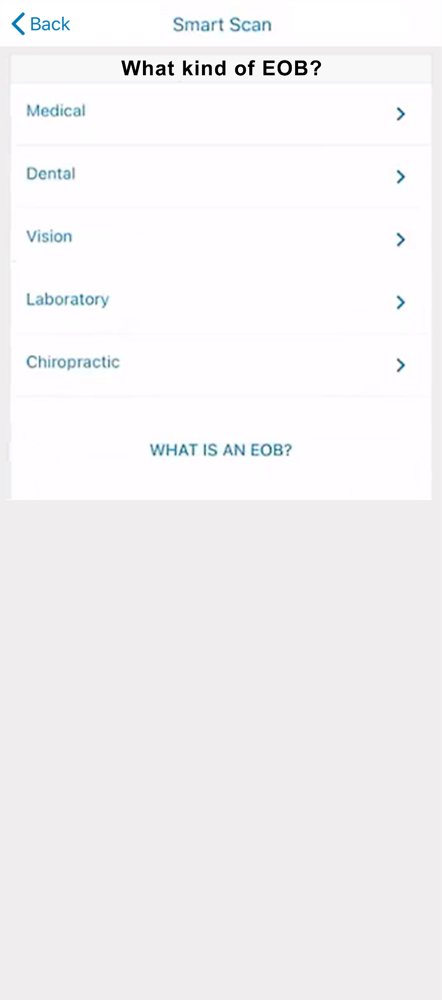 Back
Smart Scan
What kind of EOB?
Medical
Dental
Vision
Laboratory
Chiropractic
WHAT IS AN EOB?